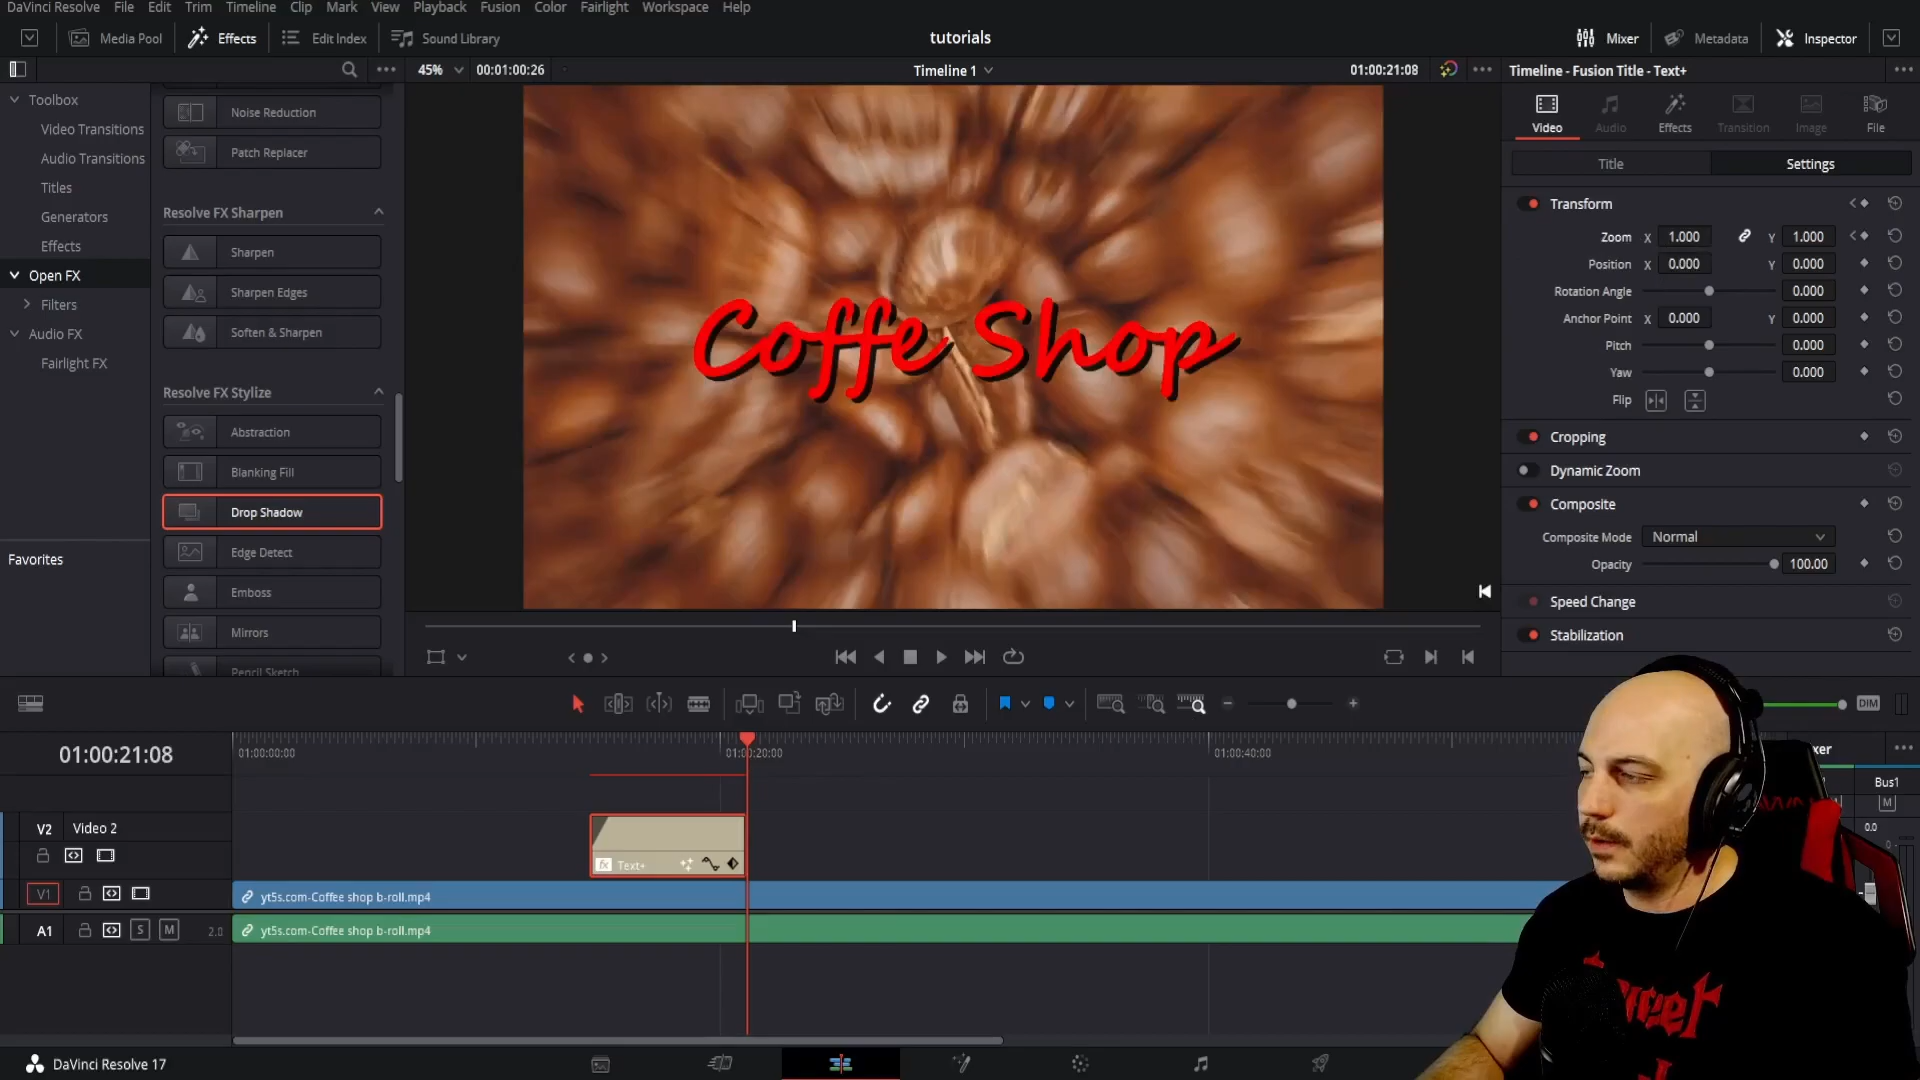 DaVinci Resolve File Edit Trim Timeline Clip Mark View Playback Fusion Color Fairlight Workspace Help
Media Pool Effects Edit Index Sound Library tutorials Mixer Metadata Inspector
45% 00:01:00:26 Timeline 1 01:00:21:08 Timeline - Fusion Title - Text+
Toolbox
Video Transitions
Audio Transitions
Titles
Generators
Effects
Open FX
Filters
Audio FX
Fairlight FX
Favorites
Noise Reduction
Patch Replacer
Resolve FX Sharpen
Sharpen
Sharpen Edges
Soften & Sharpen
Resolve FX Stylize
Abstraction
Blanking Fill
Drop Shadow
Edge Detect
Emboss
Mirrors
Pencil Sketch
Coffe Shop
Video Audio Effects Transition Image File
Title Settings
Transform
Zoom X 1.000 Y 1.000
Position X 0.000 Y 0.000
Rotation Angle 0.000
Anchor Point X 0.000 Y 0.000
Pitch 0.000
Yaw 0.000
Flip
Cropping
Dynamic Zoom
Composite
Composite Mode Normal
Opacity 100.00
Speed Change
Stabilization
DIM
01:00:21:08 01:00:00:00 01:00:20:00 01:00:40:00
xer
Bus1
M
0.0
V2 Video 2
fx Text+
V1 yt5s.com-Coffee shop b-roll.mp4
A1 S M 2.0 yt5s.com-Coffee shop b-roll.mp4
DaVinci Resolve 17